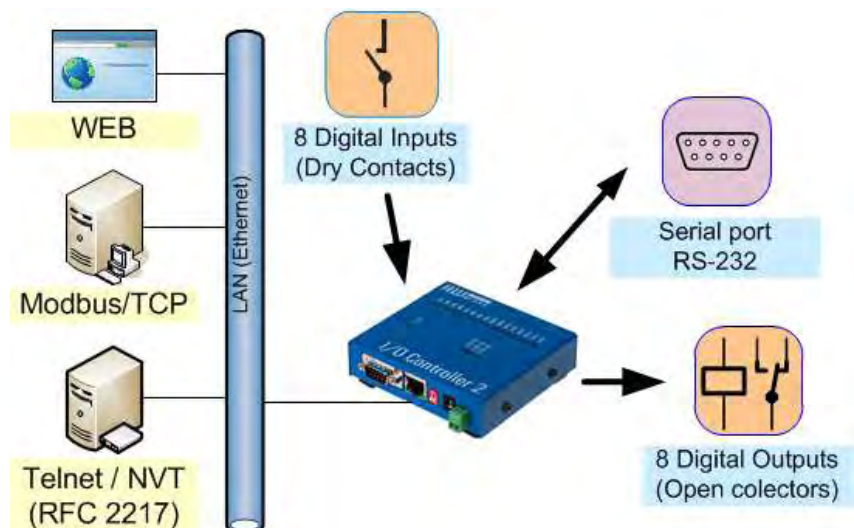 WEB
Modbus/TCP
Telnet / NVT
(RFC 2217)
LAN (Ethernet)
8 Digital Inputs
(Dry Contacts)
I/O Controller 2
Serial port
RS-232
8 Digital Outputs
(Open colectors)